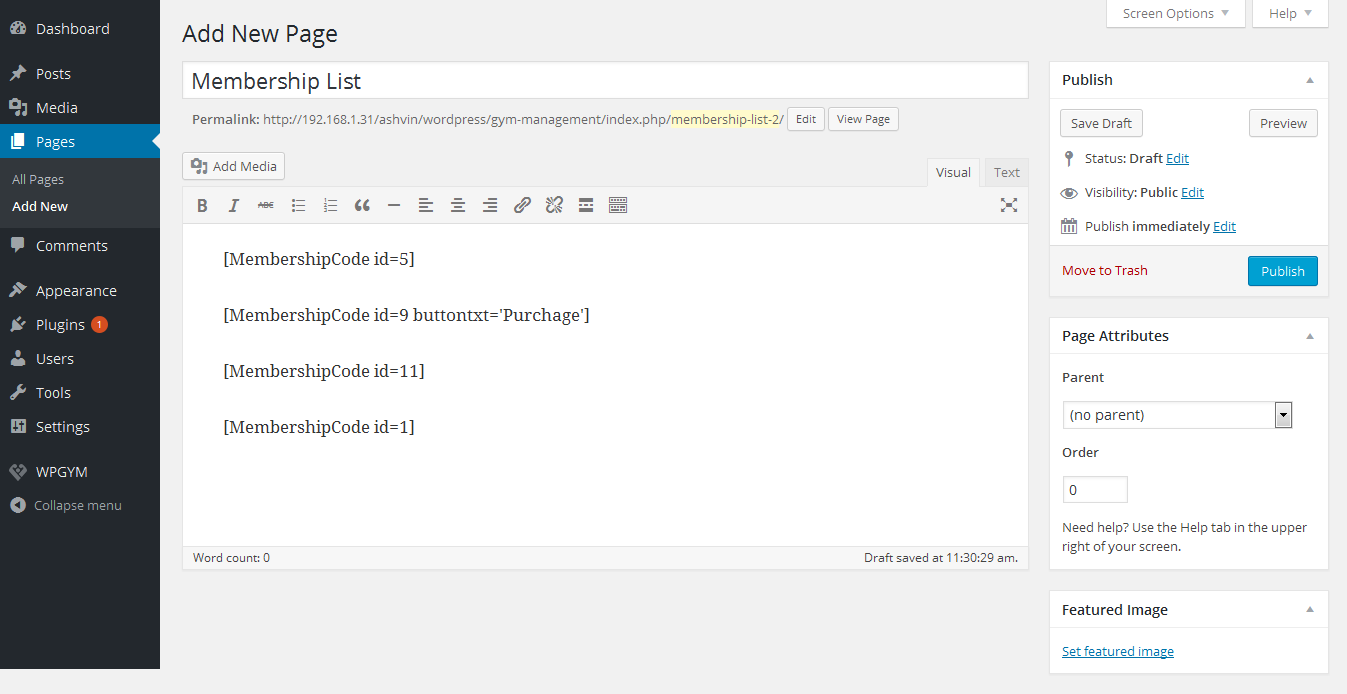 Dashboard
Posts
Media
Pages
All Pages
Add New
Comments
Appearance
Plugins 1
Users
Tools
Settings
WPGYM
Collapse menu
Screen Options Help
Add New Page
Membership List
Permalink: http://192.168.1.31/ashvin/wordpress/gym-management/index.php/membership-list-2/ Edit View Page
Add Media
Visual Text
B I ABC
[MembershipCode id=5]
[MembershipCode id=9 buttontxt='Purchage']
[MembershipCode id=11]
[MembershipCode id=1]
Word count: 0 Draft saved at 11:30:29 am.
Publish
Save Draft Preview
Status: Draft Edit
Visibility: Public Edit
Publish immediately Edit
Move to Trash Publish
Page Attributes
Parent
(no parent)
Order
0
Need help? Use the Help tab in the upper
right of your screen.
Featured Image
Set featured image